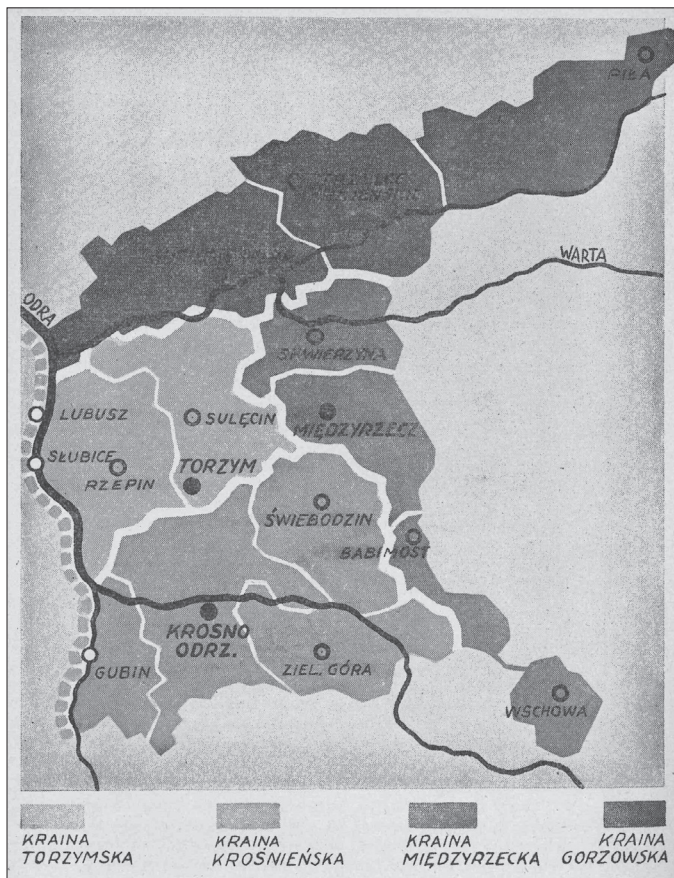 PIŁA
WARTA
ODRA
SKWIERZYNA
LUBUSZ
SULĘCIN
MIĘDZYRZECZ
SŁUBICE
RZEPIN
TORZYM
ŚWIEBODZIN
BABIMOST
KROSNO
ODRZ.
GUBIN
ZIEL. GÓRA
WSCHOWA
KRAINA
TORZYMSKA
KRAINA
KROŚNIEŃSKA
KRAINA
MIĘDZYRZECKA
KRAINA
GORZOWSKA